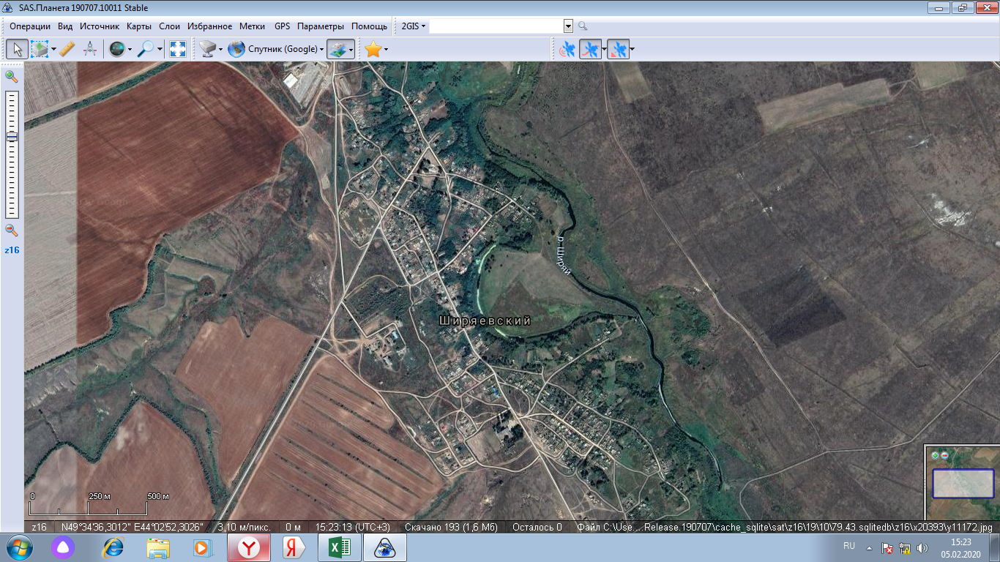 SAS.Планета 190707.10011 Stable
Операции Вид Источник Карты Слои Избранное Метки GPS Параметры Помощь 2GIS
Спутник (Google)
z16
р. Ширяй
Ширяевский
0 250 м 500 м
z16 N49°34'36,3012" E44°02'52,3026" 3,10 м/пикс. 0 м 15:23:13 (UTC+3) Скачано 193 (1,6 Мб) Осталось 0 Файл C:\Use...Release.190707\cache_sqlite\sat\z16\19\10\79.43.sqlitedb\z16\x20393\y11172.jpg
RU 15:23
05.02.2020